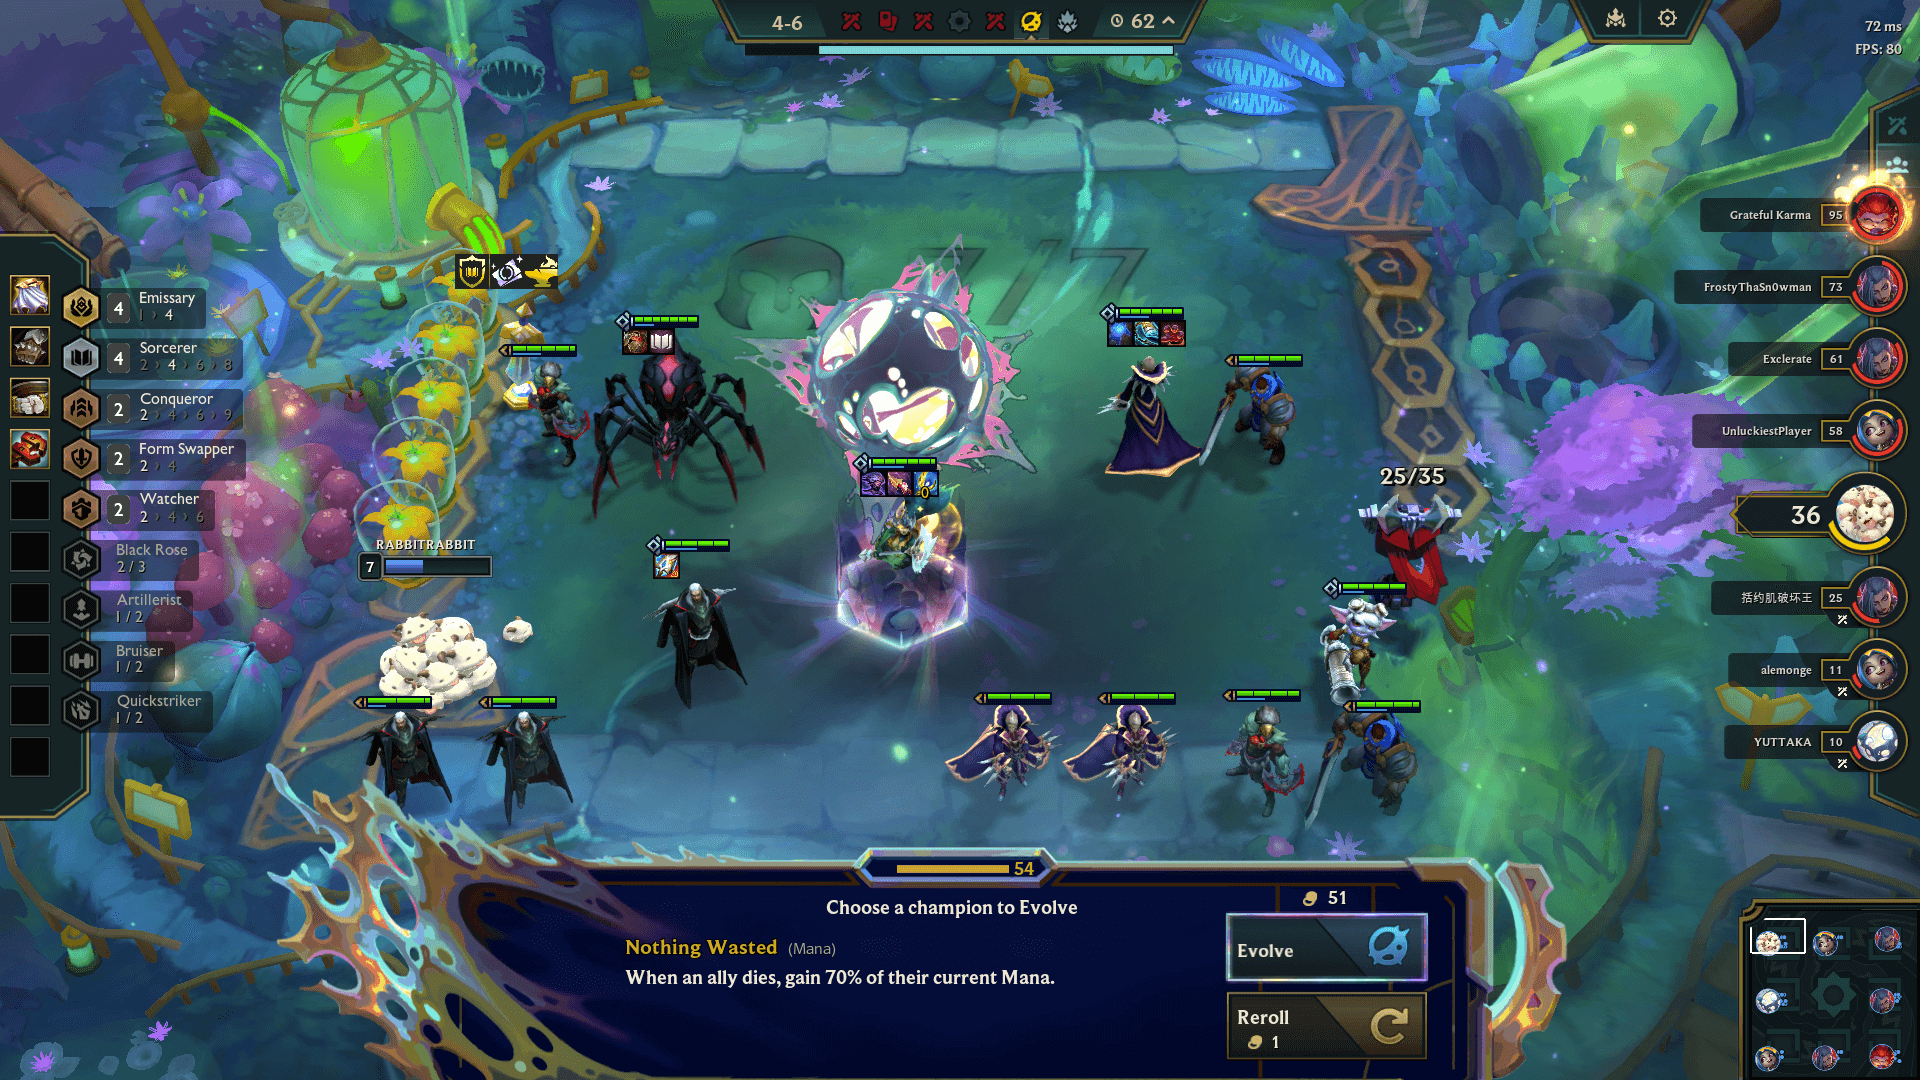 4-6
62
72 ms
FPS: 80
Grateful Karma 95
FrostyThaSn0wman 73
Exclerate 61
UnluckiestPlayer 58
36
括约肌破坏王 25
alemonge 11
YUTTAKA 10
4 Emissary
1 › 4
4 Sorcerer
2 › 4 › 6 › 8
2 Conqueror
2 › 4 › 6 › 9
2 Form Swapper
2 › 4
2 Watcher
2 › 4 › 6
Black Rose
2 / 3
Artillerist
1 / 2
Bruiser
1 / 2
Quickstriker
1 / 2
7/7
0
25/35
RABBITRABBIT
7
54
Choose a champion to Evolve
Nothing Wasted (Mana)
When an ally dies, gain 70% of their current Mana.
51
Evolve
Reroll
1